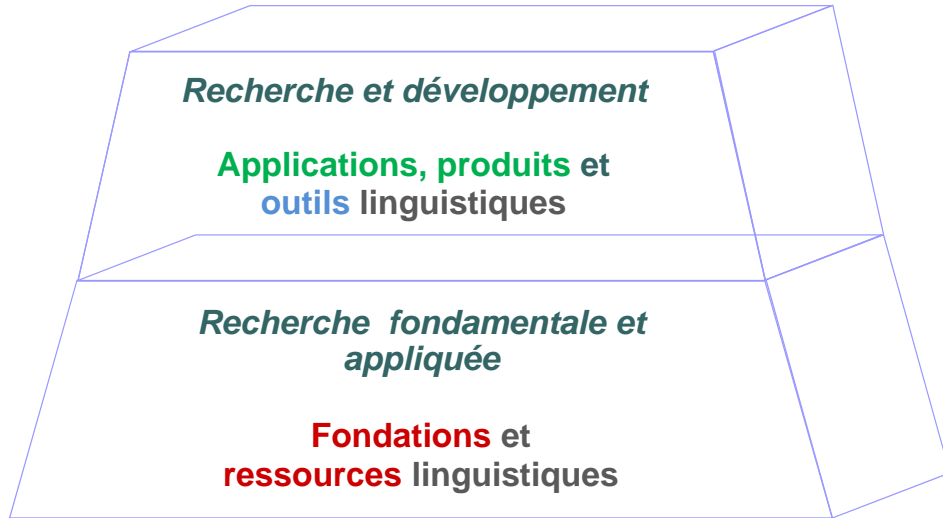 Recherche et développement
Applications, produits et
outils linguistiques
Recherche fondamentale et
appliquée
Fondations et
ressources linguistiques